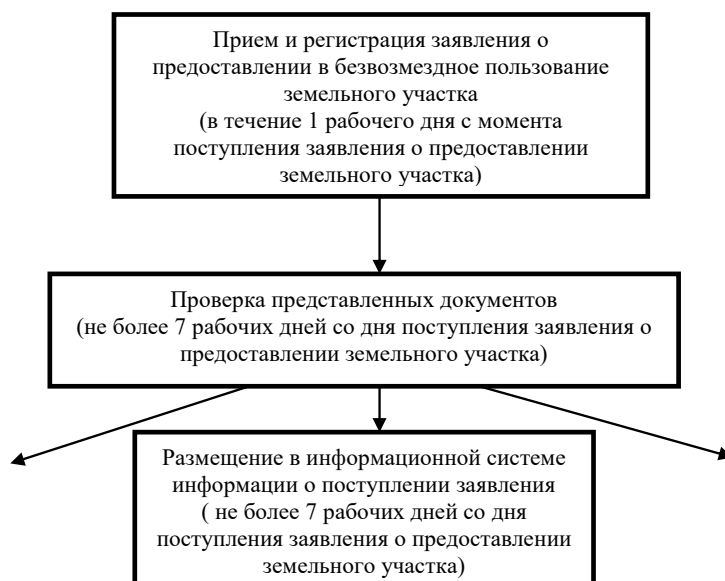 Прием и регистрация заявления о
предоставлении в безвозмездное пользование
земельного участка
(в течение 1 рабочего дня с момента
поступления заявления о предоставлении
земельного участка)
Проверка представленных документов
(не более 7 рабочих дней со дня поступления заявления о
предоставлении земельного участка)
Размещение в информационной системе
информации о поступлении заявления
( не более 7 рабочих дней со дня
поступления заявления о предоставлении
земельного участка)